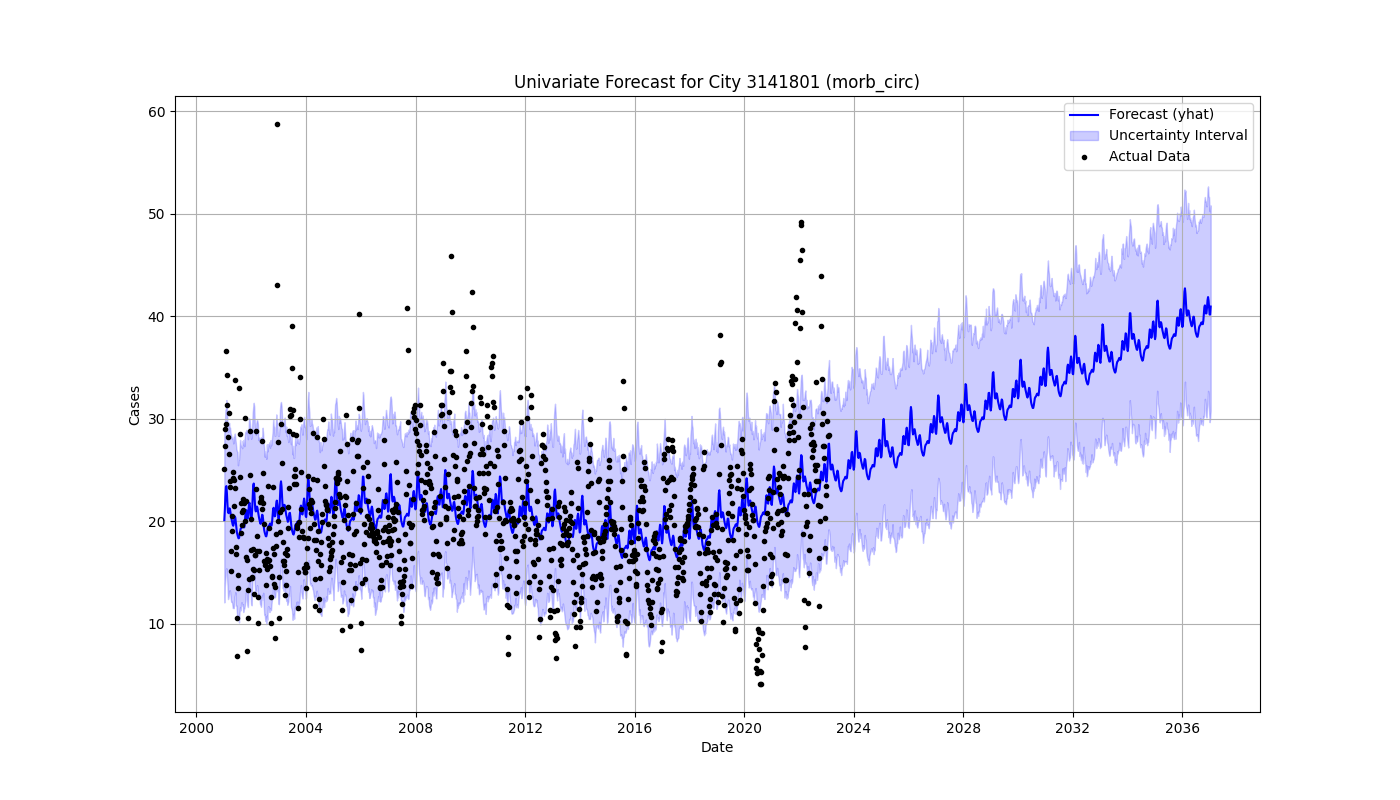 Univariate Forecast for City 3141801 (morb_circ)
Forecast (yhat)
Uncertainty Interval
Actual Data
Cases
60
50
40
30
20
10
2000 2004 2008 2012 2016 2020 2024 2028 2032 2036
Date